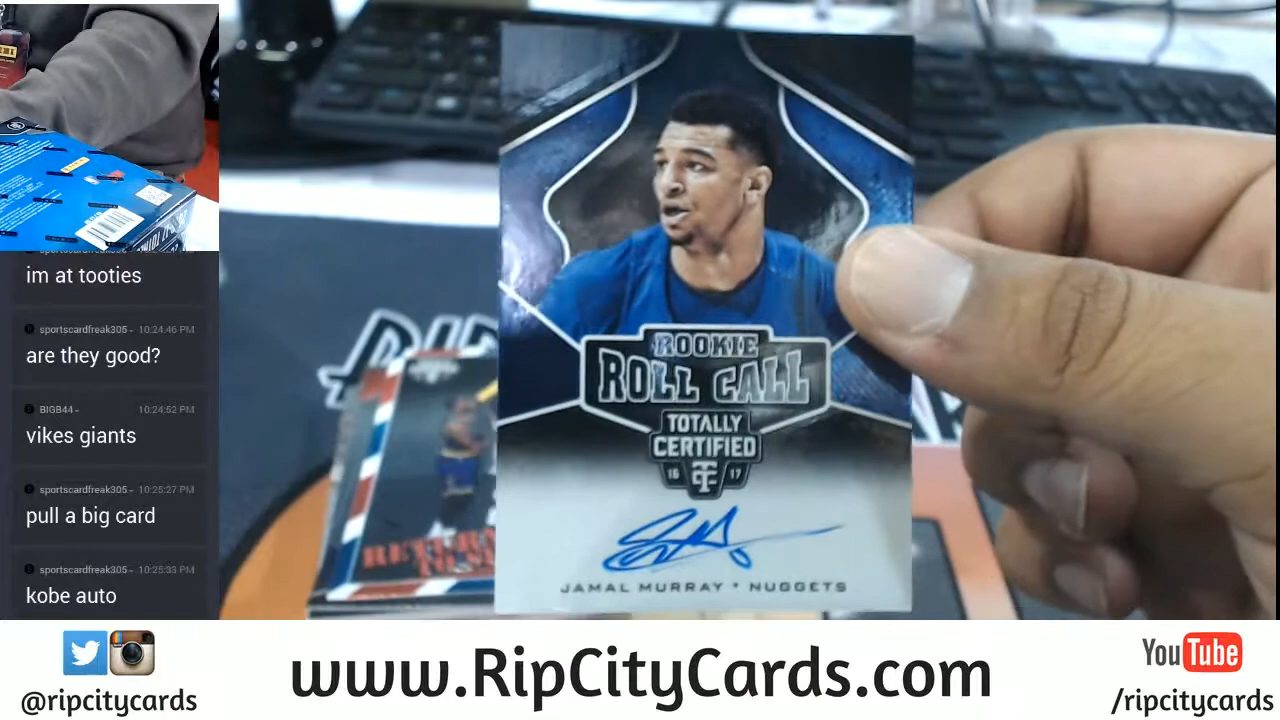 im at tooties
sportscardfreak305 - 10:24:46 PM
are they good?
BIGB44 - 10:24:52 PM
vikes giants
sportscardfreak305 - 10:25:27 PM
pull a big card
sportscardfreak305 - 10:25:33 PM
kobe auto
ROOKIE
ROLL CALL
TOTALLY
CERTIFIED
16 17
JAMAL MURRAY * NUGGETS
@ripcitycards
www.RipCityCards.com
YouTube
/ripcitycards